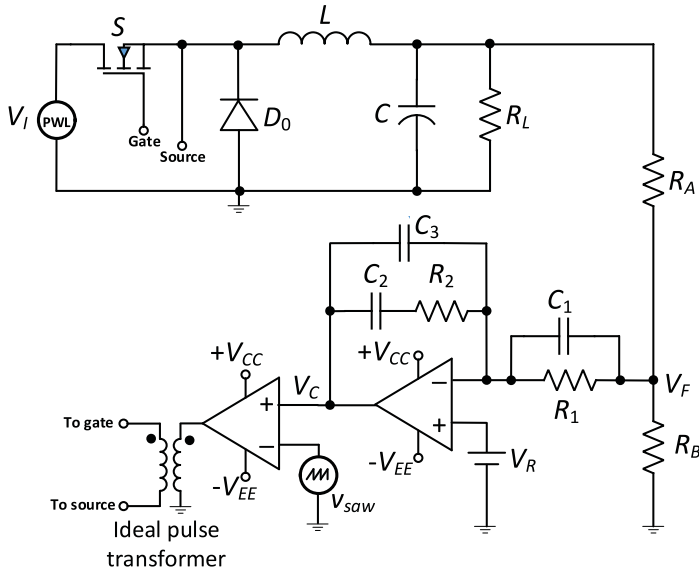 S
L
V_I
PWL
Gate
Source
D_0
C
R_L
R_A
C_3
C_2
R_2
C_1
+V_CC
+V_CC
V_C
+
−
−
+
R_1
V_F
To gate
-V_EE
V_R
R_B
-V_EE
v_saw
To source
Ideal pulse
transformer